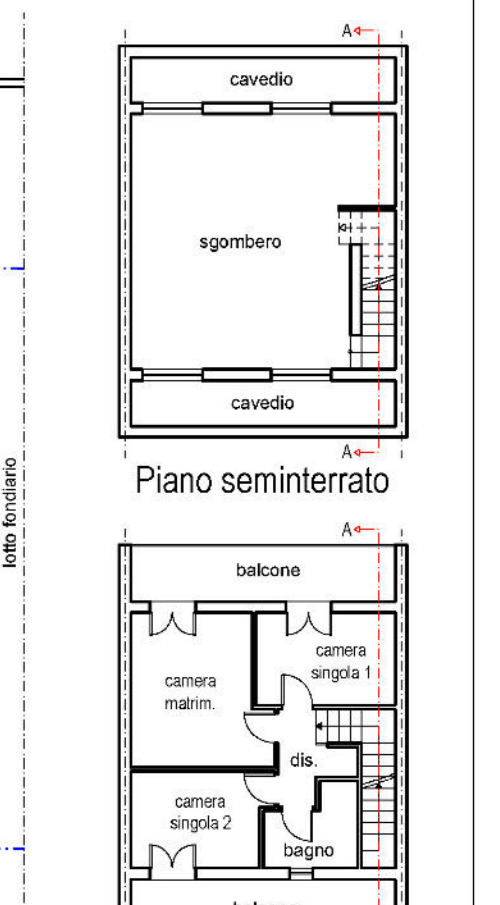 A
cavedio
sgombero
cavedio
A
Piano seminterrato
lotto fondiario
A
balcone
camera
singola 1
camera
matrim.
dis.
camera
singola 2
bagno